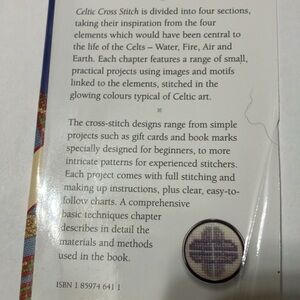 Celtic Cross Stitch is divided into four sections,
taking their inspiration from the four
elements which would have been central to
the life of the Celts – Water, Fire, Air and
Earth. Each chapter features a range of small,
practical projects using images and motifs
linked to the elements, stitched in the
glowing colours typical of Celtic art.
The cross-stitch designs range from simple
projects such as gift cards and book marks
specially designed for beginners, to more
intricate patterns for experienced stitchers.
Each project comes with full stitching and
making up instructions, plus clear, easy-to-
follow charts. A comprehensive
basic techniques chapter
describes in detail the
materials and methods
used in the book.
ISBN 1 85974 641 1